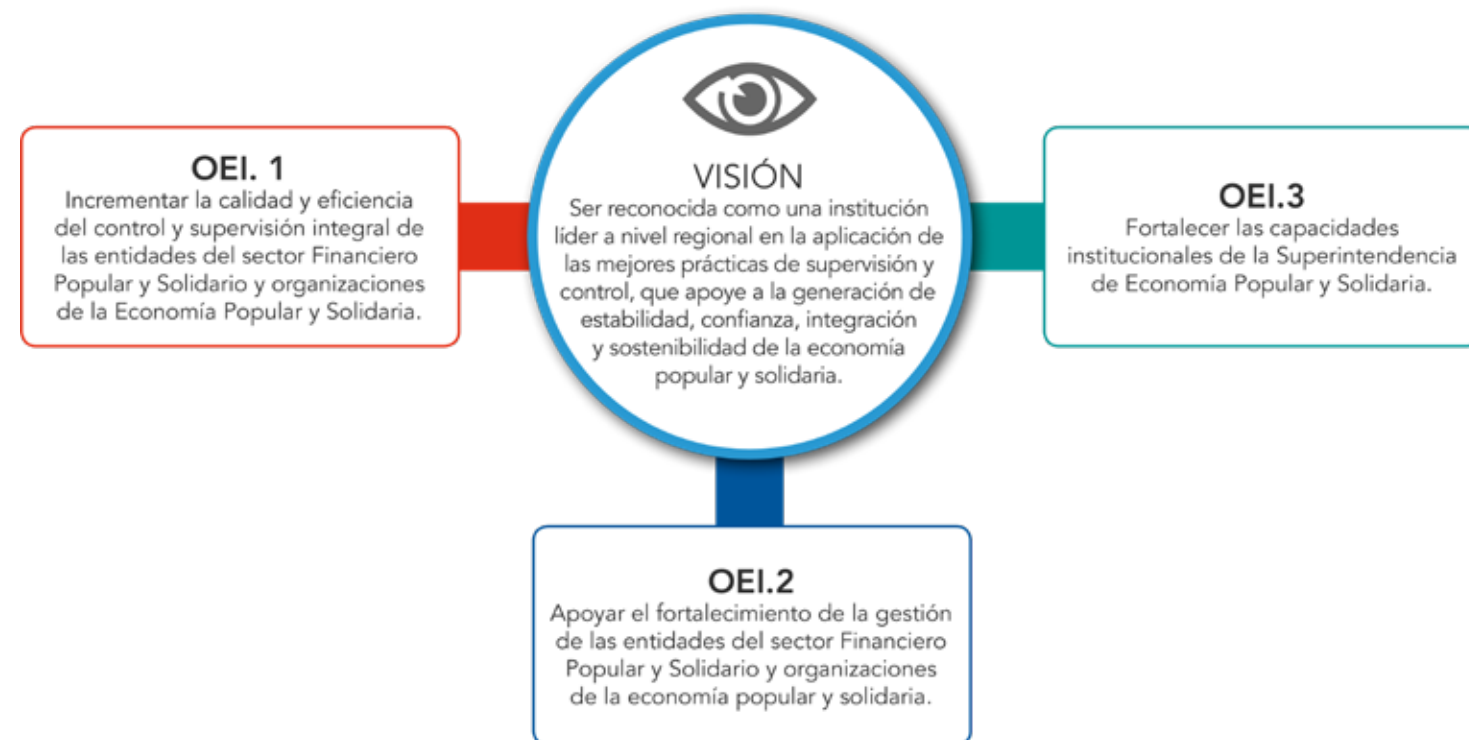 VISIÓN
Ser reconocida como una institución
líder a nivel regional en la aplicación de
las mejores prácticas de supervisión y
control, que apoye a la generación de
estabilidad, confianza, integración
y sostenibilidad de la economía
popular y solidaria.
OEI. 1
Incrementar la calidad y eficiencia
del control y supervisión integral de
las entidades del sector Financiero
Popular y Solidario y organizaciones
de la Economía Popular y Solidaria.
OEI.2
Apoyar el fortalecimiento de la gestión
de las entidades del sector Financiero
Popular y Solidario y organizaciones
de la economía popular y solidaria.
OEI.3
Fortalecer las capacidades
institucionales de la Superintendencia
de Economía Popular y Solidaria.